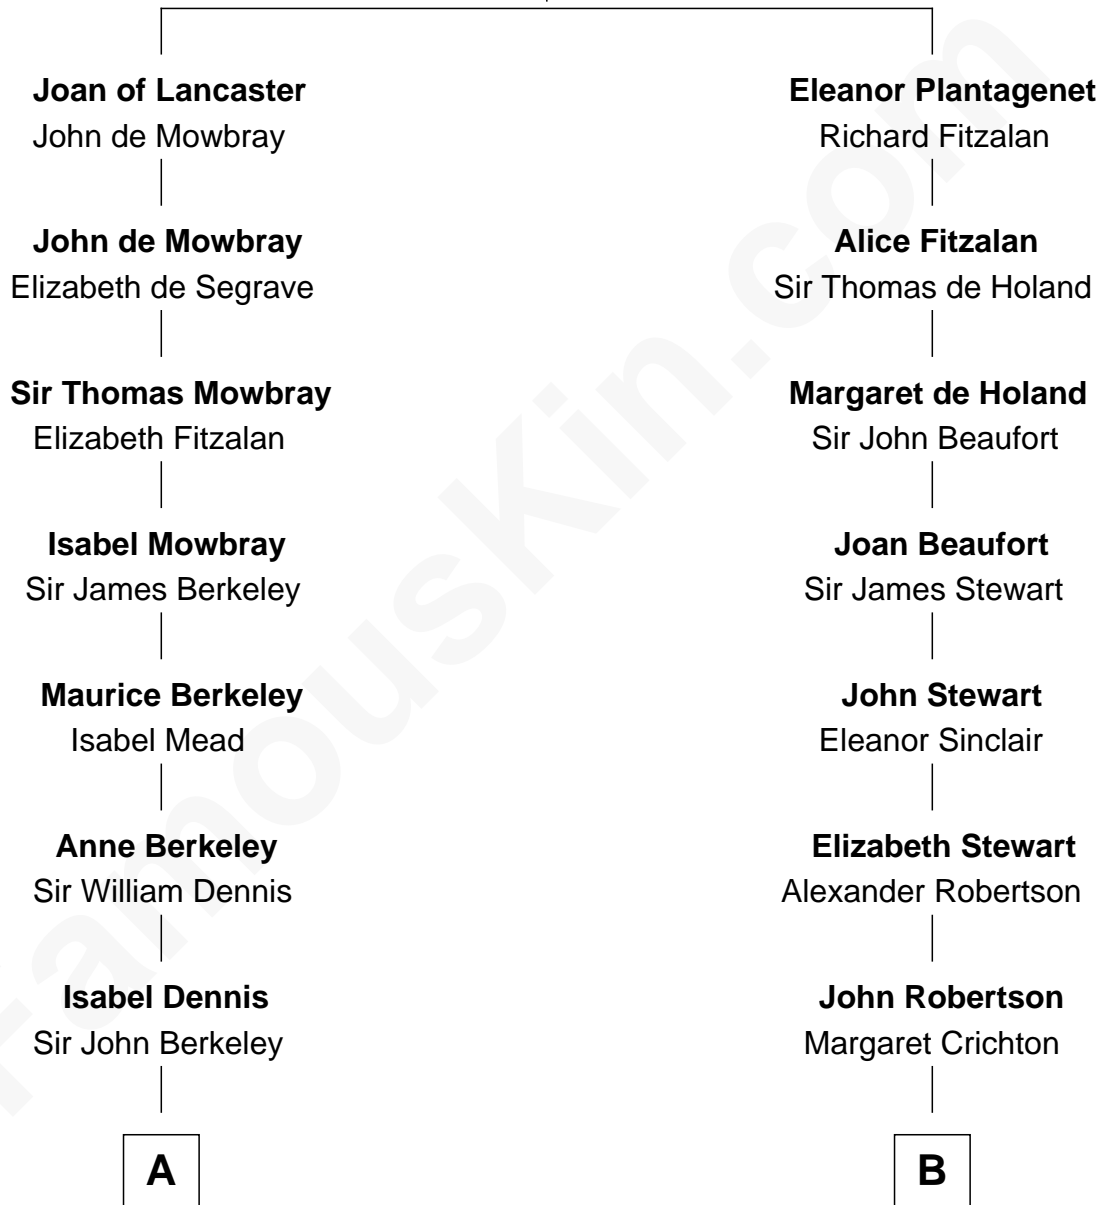 Joan of Lancaster
John de Mowbray
John de Mowbray
Elizabeth de Segrave
Sir Thomas Mowbray
Elizabeth Fitzalan
Isabel Mowbray
Sir James Berkeley
Maurice Berkeley
Isabel Mead
Anne Berkeley
Sir William Dennis
Isabel Dennis
Sir John Berkeley
A
Eleanor Plantagenet
Richard Fitzalan
Alice Fitzalan
Sir Thomas de Holand
Margaret de Holand
Sir John Beaufort
Joan Beaufort
Sir James Stewart
John Stewart
Eleanor Sinclair
Elizabeth Stewart
Alexander Robertson
John Robertson
Margaret Crichton
B
FamousKin.com